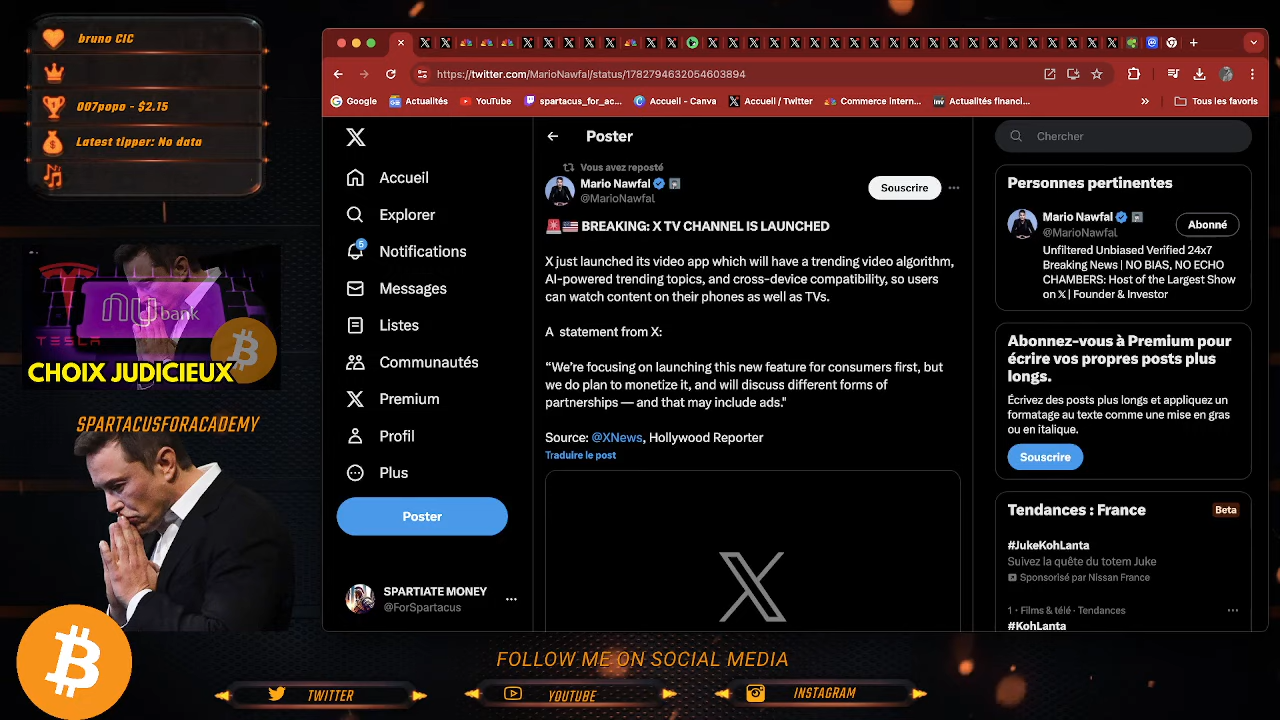 bruno CIC
007popo - $2.15
Latest tipper: No data
TESLA
nu bank
CHOIX JUDICIEUX
SPARTACUSFORACADEMY
https://twitter.com/MarioNawfal/status/1782794632054603894
Google
Actualités
YouTube
spartacus_for_ac...
Accueil - Canva
Accueil / Twitter
Commerce intern...
Actualités financi...
»
Tous les favoris
Accueil
Explorer
5
Notifications
Messages
Listes
Communautés
Premium
Profil
Plus
Poster
SPARTIATE MONEY
@ForSpartacus
Poster
Vous avez reposté
Mario Nawfal
@MarioNawfal
Souscrire
🚨🇺🇸 BREAKING: X TV CHANNEL IS LAUNCHED
X just launched its video app which will have a trending video algorithm,
AI-powered trending topics, and cross-device compatibility, so users
can watch content on their phones as well as TVs.
A statement from X:
“We’re focusing on launching this new feature for consumers first, but
we do plan to monetize it, and will discuss different forms of
partnerships — and that may include ads."
Source: @XNews, Hollywood Reporter
Traduire le post
Chercher
Personnes pertinentes
Mario Nawfal
@MarioNawfal
Abonné
Unfiltered Unbiased Verified 24x7
Breaking News | NO BIAS, NO ECHO
CHAMBERS: Host of the Largest Show
on 𝕏 | Founder & Investor
Abonnez-vous à Premium pour
écrire vos propres posts plus
longs.
Écrivez des posts plus longs et appliquez un
formatage au texte comme une mise en gras
ou en italique.
Souscrire
Tendances : France
Beta
#JukeKohLanta
Suivez la quête du totem Juke
Sponsorisé par Nissan France
1 · Films & télé · Tendances
#KohLanta
FOLLOW ME ON SOCIAL MEDIA
TWITTER
YOUTUBE
INSTAGRAM